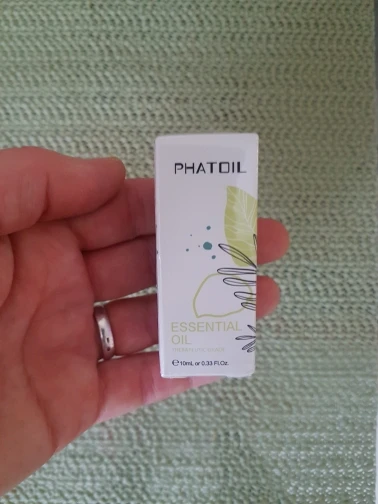 PHATOIL
ESSENTIAL
OIL
℮10mL or 0.33 Fl.Oz.